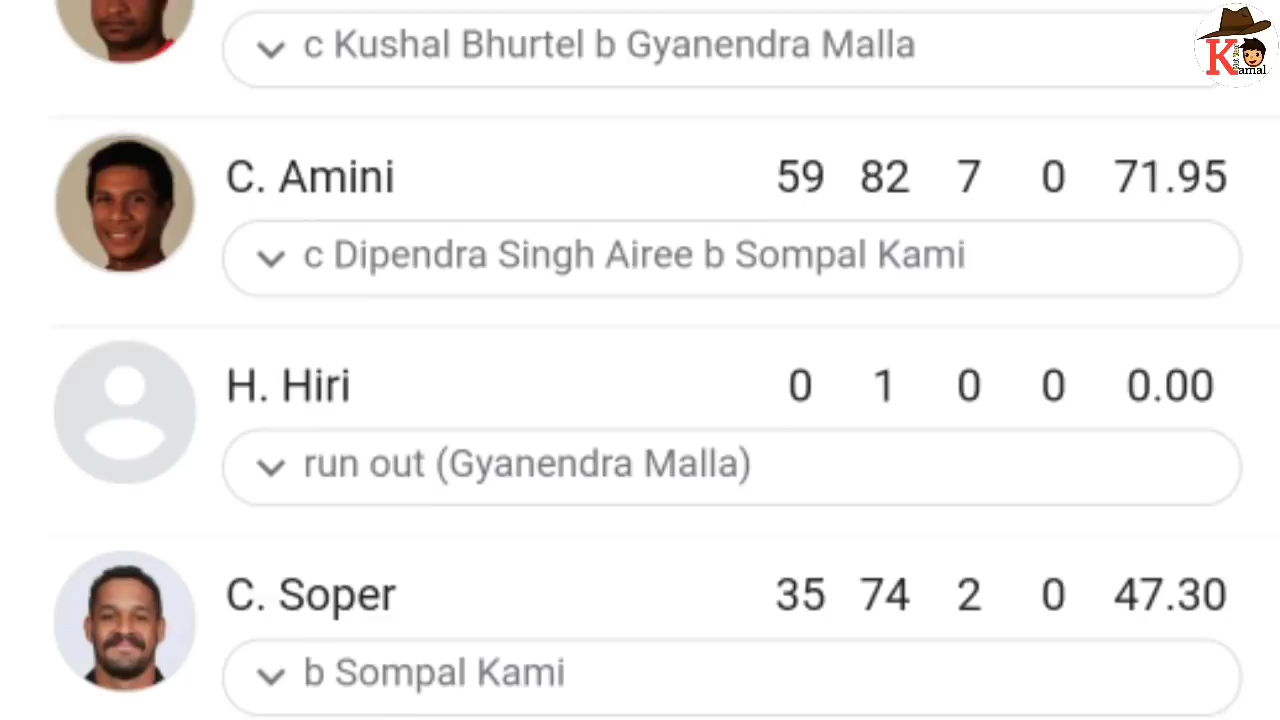 c Kushal Bhurtel b Gyanendra Malla
Kamal
C. Amini 59 82 7 0 71.95
c Dipendra Singh Airee b Sompal Kami
H. Hiri 0 1 0 0 0.00
run out (Gyanendra Malla)
C. Soper 35 74 2 0 47.30
b Sompal Kami